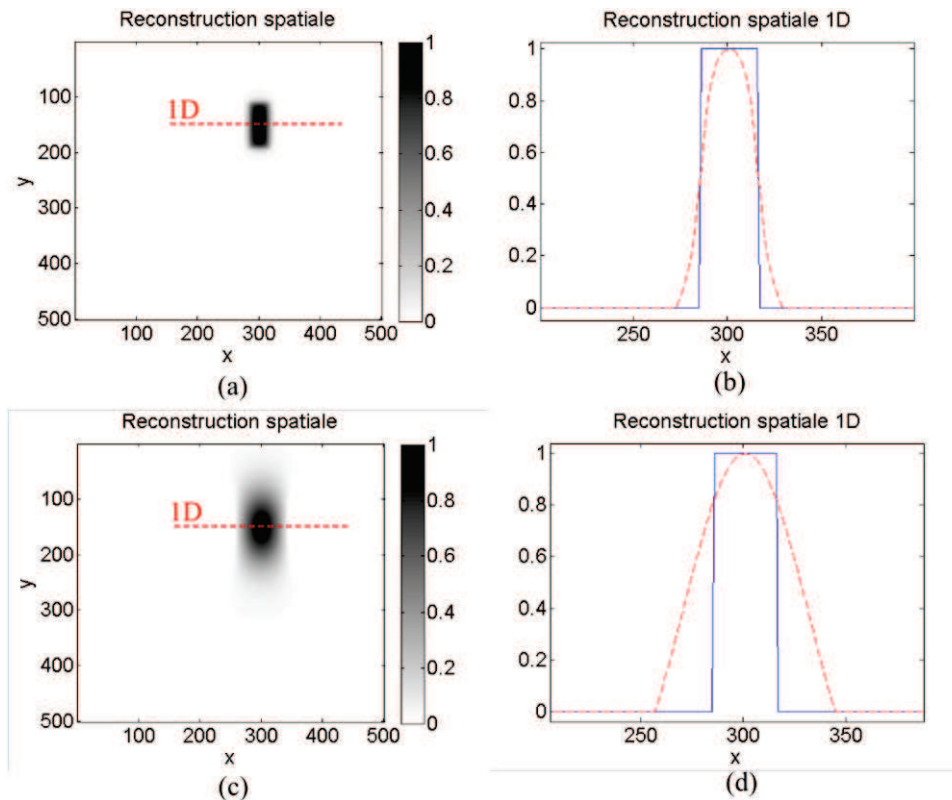 Reconstruction spatiale
100
200
300
400
500
y
100 200 300 400 500
x
1D
1
0.8
0.6
0.4
0.2
0
(a)
Reconstruction spatiale 1D
1
0.8
0.6
0.4
0.2
0
250 300 350
x
(b)
Reconstruction spatiale
100
200
300
400
500
y
100 200 300 400 500
x
1D
1
0.8
0.6
0.4
0.2
0
(c)
Reconstruction spatiale 1D
1
0.8
0.6
0.4
0.2
0
250 300 350
x
(d)